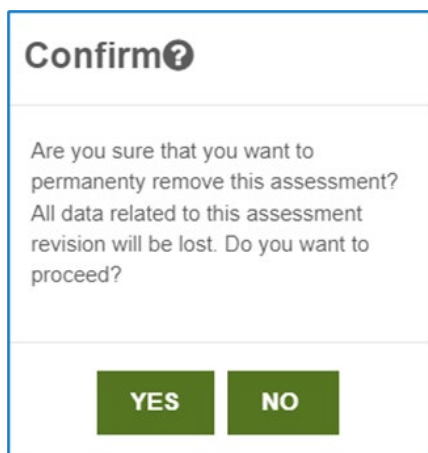 Confirm?
Are you sure that you want to
permanenty remove this assessment?
All data related to this assessment
revision will be lost. Do you want to
proceed?
YES NO